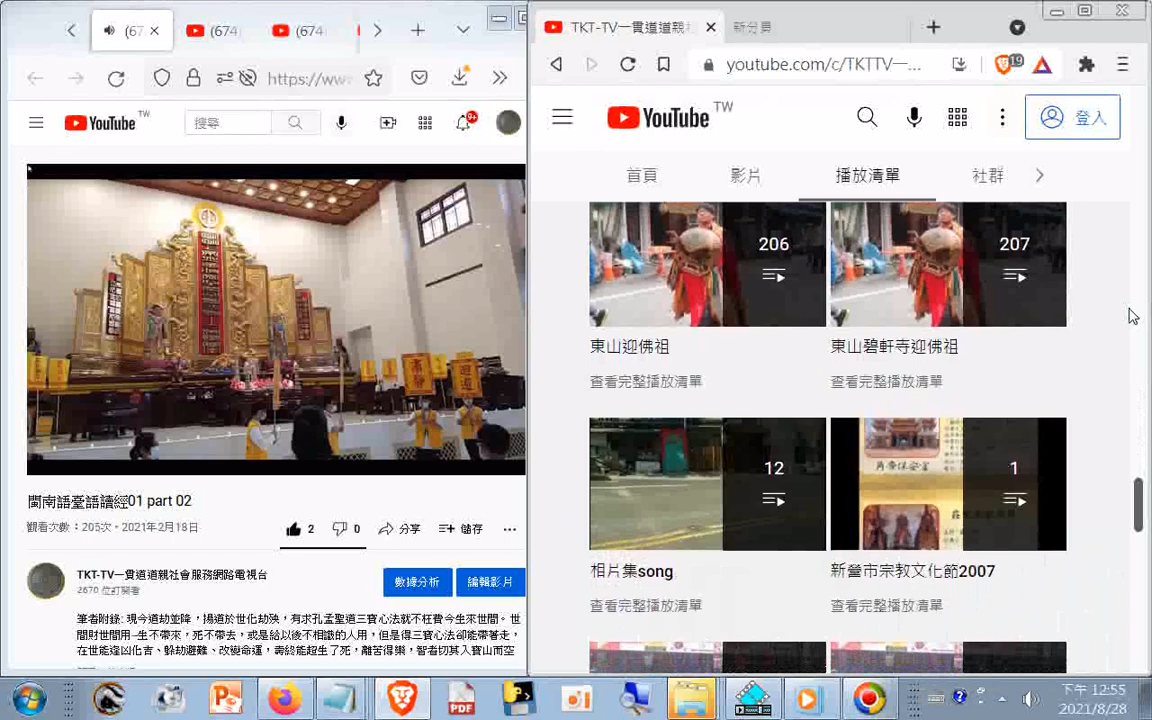 (67
(674
(674
https://www
YouTube
TW
搜尋
9+
閩南語臺語讀經01 part 02
觀看次數：205次・2021年2月18日
2
0
分享
儲存
TKT-TV一貫道道親社會服務網路電視台
2670 位訂閱者
數據分析
編輯影片
筆者附錄: 現今道劫並降，揚道於世化劫殃，有求孔孟聖道三寶心法就不枉費今生來世間。世
間財世間用一生不帶來，死不帶去，或是給以後不相識的人用，但是得三寶心法卻能帶著走，
在世能逢凶化吉、躲劫避難、改變命運，壽終能超生了死，離苦得樂，智者切莫入寶山而空
TKT-TV一貫道道親社
新分頁
youtube.com/c/TKTTV一...
19
YouTube
TW
登入
首頁
影片
播放清單
社群
206
207
東山迎佛祖
東山碧軒寺迎佛祖
查看完整播放清單
查看完整播放清單
12
1
相片集song
新營市宗教文化節2007
查看完整播放清單
查看完整播放清單
PDF
下午 12:55
2021/8/28